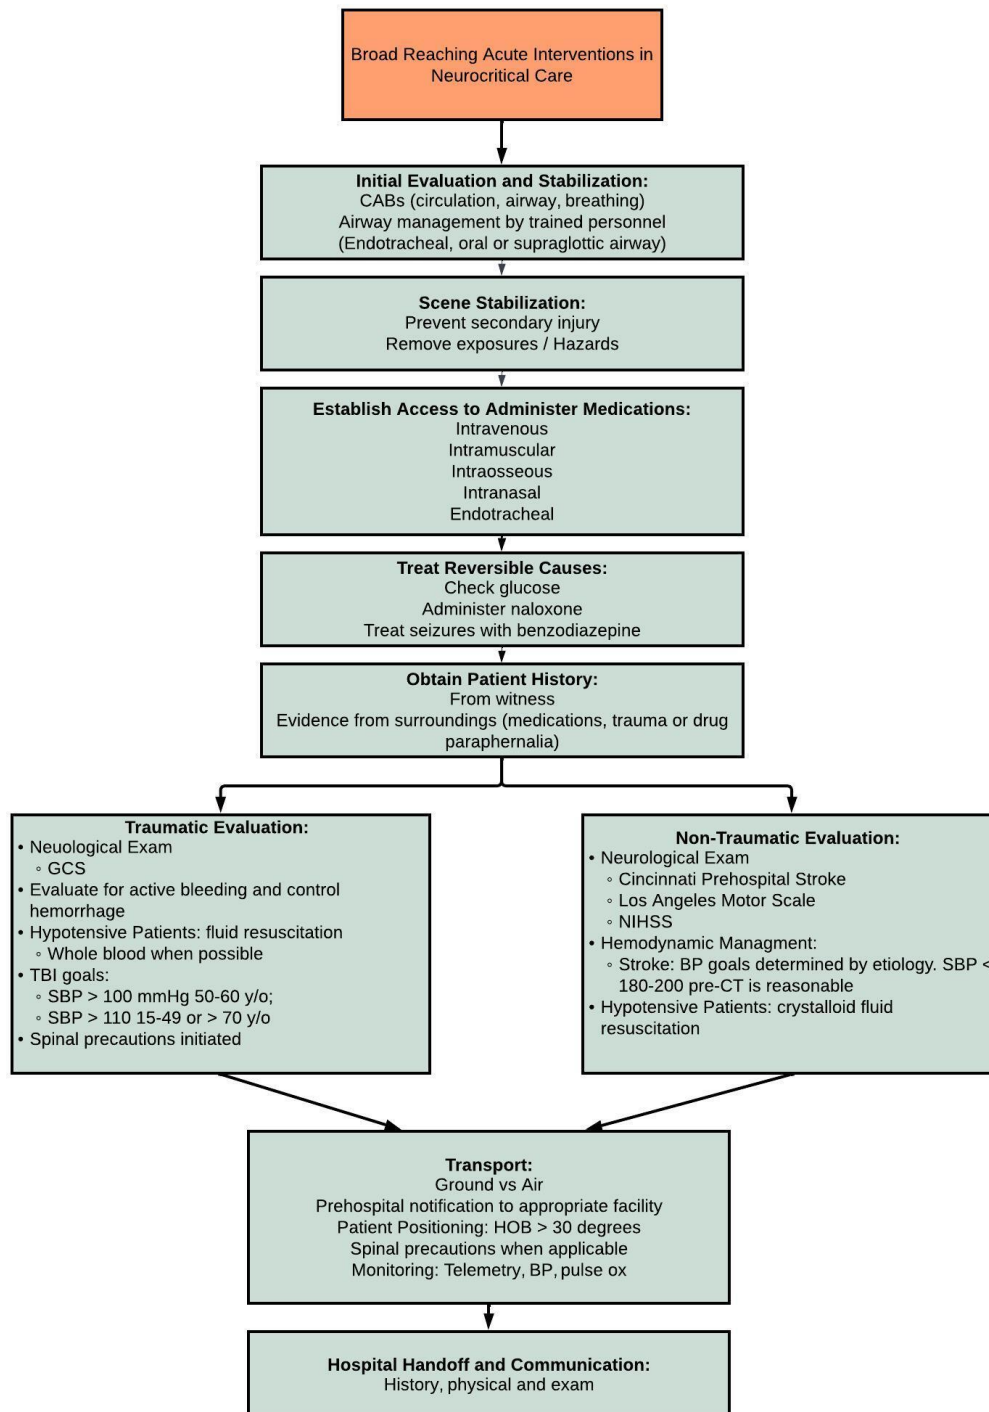 Broad Reaching Acute Interventions in
Neurocritical Care
Initial Evaluation and Stabilization:
CABs (circulation, airway, breathing)
Airway management by trained personnel
(Endotracheal, oral or supraglottic airway)
Scene Stabilization:
Prevent secondary injury
Remove exposures / Hazards
Establish Access to Administer Medications:
Intravenous
Intramuscular
Intraosseous
Intranasal
Endotracheal
Treat Reversible Causes:
Check glucose
Administer naloxone
Treat seizures with benzodiazepine
Obtain Patient History:
From witness
Evidence from surroundings (medications, trauma or drug
paraphernalia)
Traumatic Evaluation:
• Neuological Exam
◦ GCS
• Evaluate for active bleeding and control
hemorrhage
• Hypotensive Patients: fluid resuscitation
◦ Whole blood when possible
• TBI goals:
◦ SBP > 100 mmHg 50-60 y/o;
◦ SBP > 110 15-49 or > 70 y/o
• Spinal precautions initiated
Non-Traumatic Evaluation:
• Neurological Exam
◦ Cincinnati Prehospital Stroke
◦ Los Angeles Motor Scale
◦ NIHSS
• Hemodynamic Managment:
◦ Stroke: BP goals determined by etiology. SBP <
180-200 pre-CT is reasonable
• Hypotensive Patients: crystalloid fluid
resuscitation
Transport:
Ground vs Air
Prehospital notification to appropriate facility
Patient Positioning: HOB > 30 degrees
Spinal precautions when applicable
Monitoring: Telemetry, BP, pulse ox
Hospital Handoff and Communication:
History, physical and exam